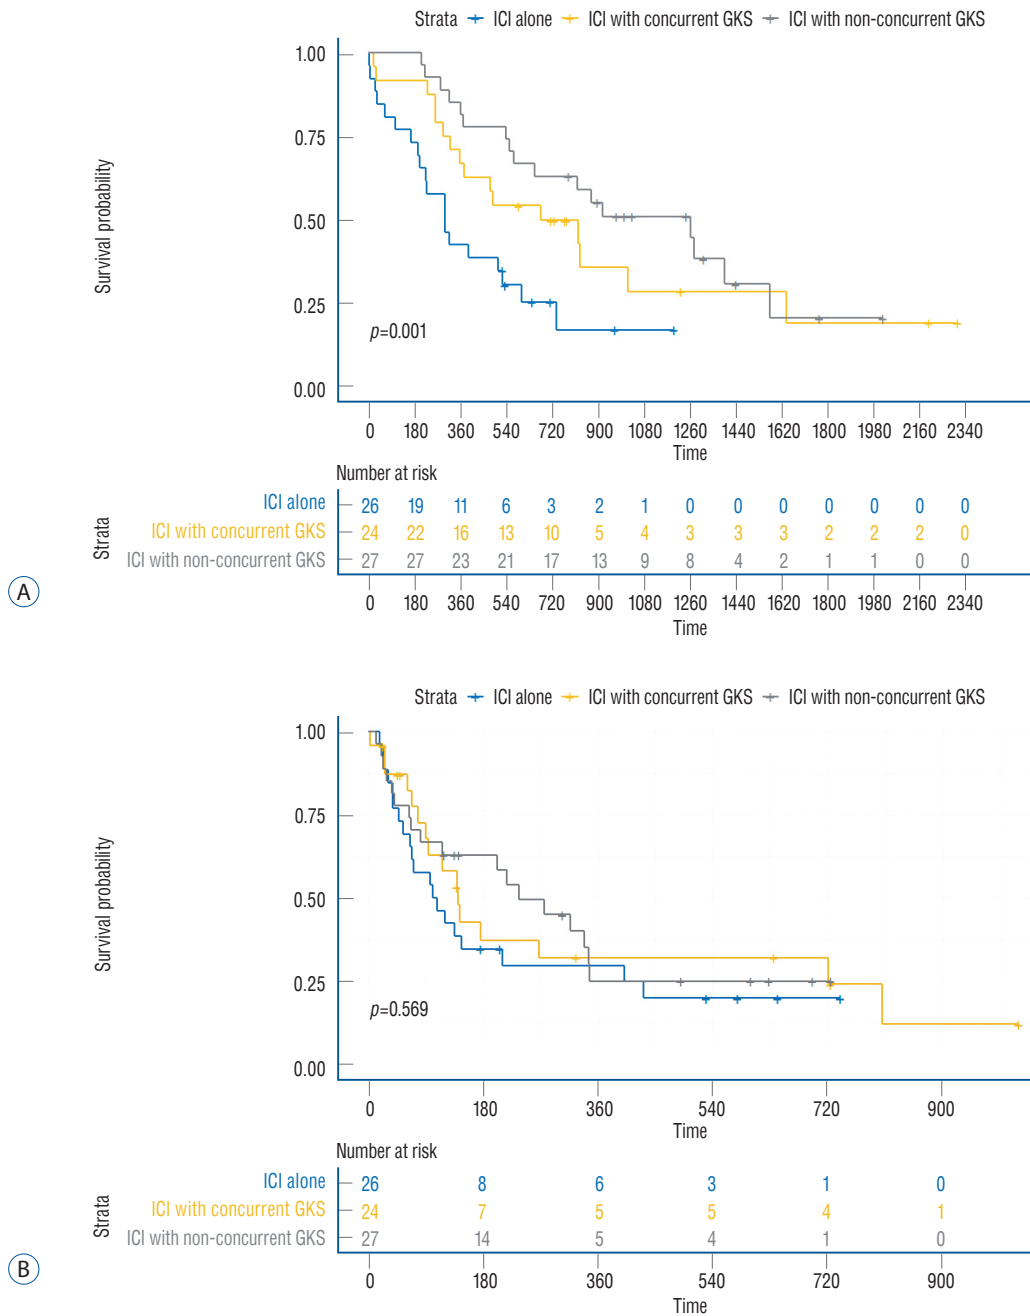 Strata ICI alone ICI with concurrent GKS ICI with non-concurrent GKS
1.00
0.75
0.50
0.25
0.00
Survival probability
p=0.001
0 180 360 540 720 900 1080 1260 1440 1620 1800 1980 2160 2340
Time
Number at risk
Strata
ICI alone 26 19 11 6 3 2 1 0 0 0 0 0 0 0
ICI with concurrent GKS 24 22 16 13 10 5 4 3 3 3 2 2 2 0
ICI with non-concurrent GKS 27 27 23 21 17 13 9 8 4 2 1 1 0 0
A
0 180 360 540 720 900 1080 1260 1440 1620 1800 1980 2160 2340
Time
Strata ICI alone ICI with concurrent GKS ICI with non-concurrent GKS
1.00
0.75
0.50
0.25
0.00
Survival probability
p=0.569
0 180 360 540 720 900
Time
Number at risk
Strata
ICI alone 26 8 6 3 1 0
ICI with concurrent GKS 24 7 5 5 4 1
ICI with non-concurrent GKS 27 14 5 4 1 0
B
0 180 360 540 720 900
Time